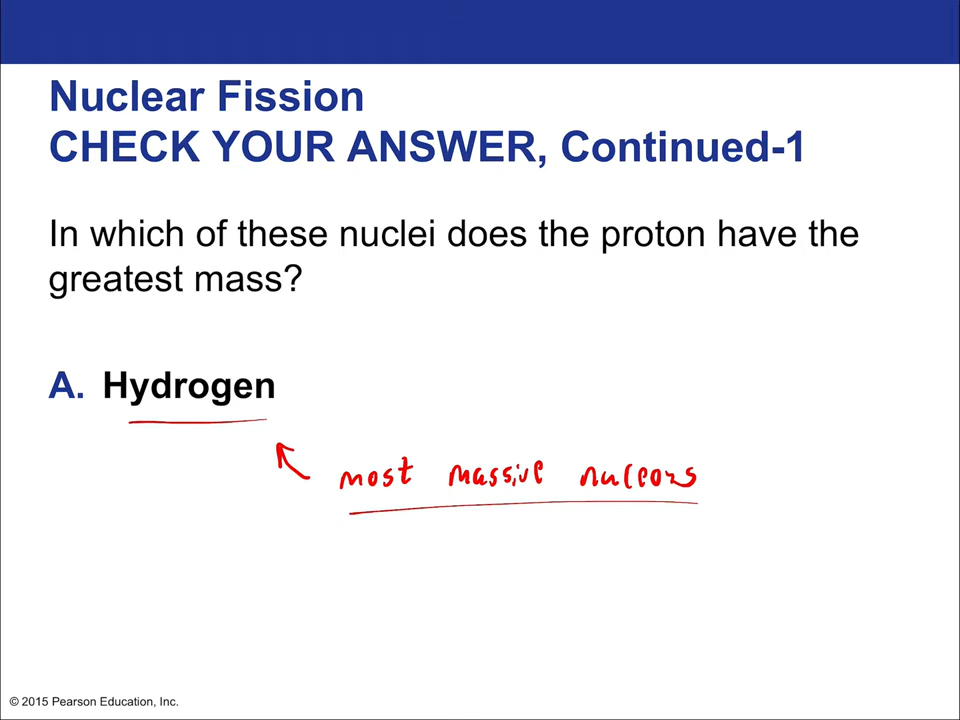 Nuclear Fission
CHECK YOUR ANSWER, Continued-1
In which of these nuclei does the proton have the
greatest mass?
A. Hydrogen
most massive nucleons
© 2015 Pearson Education, Inc.